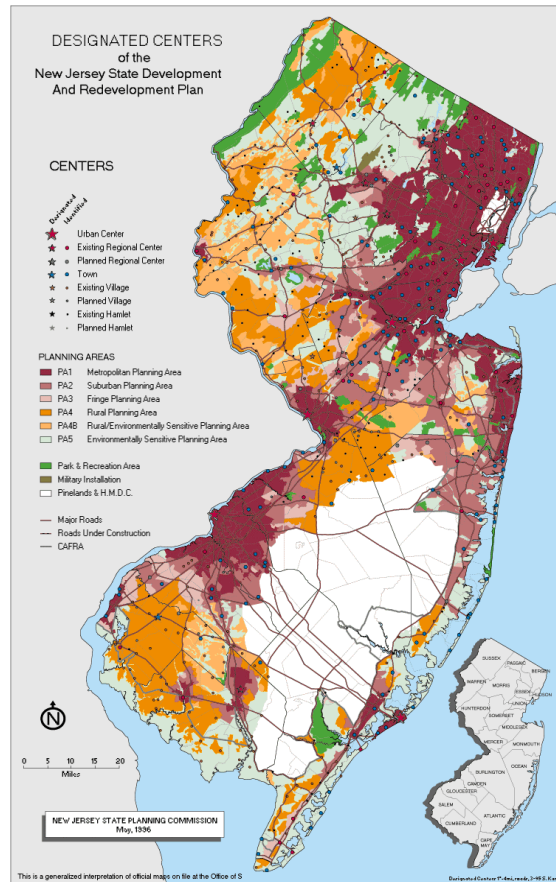 DESIGNATED CENTERS
of the
New Jersey State Development
And Redevelopment Plan
CENTERS
Designated
Identified
Urban Center
Existing Regional Center
Planned Regional Center
Town
Existing Village
Planned Village
Existing Hamlet
Planned Hamlet
PLANNING AREAS
PA1 Metropolitan Planning Area
PA2 Suburban Planning Area
PA3 Fringe Planning Area
PA4 Rural Planning Area
PA4B Rural/Environmentally Sensitive Planning Area
PA5 Environmentally Sensitive Planning Area
Park & Recreation Area
Military Installation
Pinelands & H.M.D.C.
Major Roads
Roads Under Construction
CAFRA
N
0 5 10 15 20
Miles
NEW JERSEY STATE PLANNING COMMISSION
May, 1996
This is a generalized interpretation of official maps on file at the Office of S
SUSSEX
PASSAIC
BERGEN
WARREN
MORRIS
ESSEX
HUDSON
UNION
HUNTERDON
SOMERSET
MIDDLESEX
MERCER
MONMOUTH
OCEAN
BURLINGTON
CAMDEN
GLOUCESTER
SALEM
ATLANTIC
CUMBERLAND
CAPE
MAY